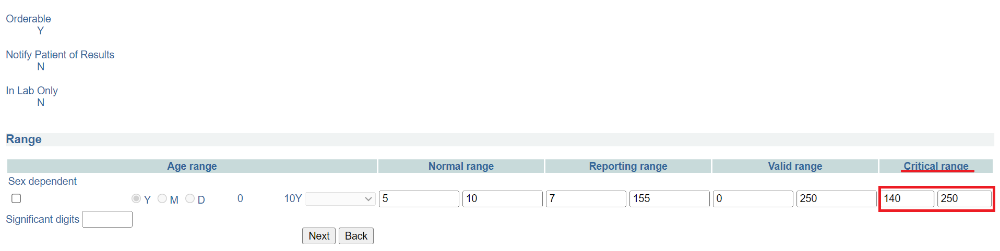 Orderable
Y
Notify Patient of Results
N
In Lab Only
N
Range
Age range Normal range Reporting range Valid range Critical range
Sex dependent
Y M D 0 10Y 5 10 7 155 0 250 140 250
Significant digits
Next Back